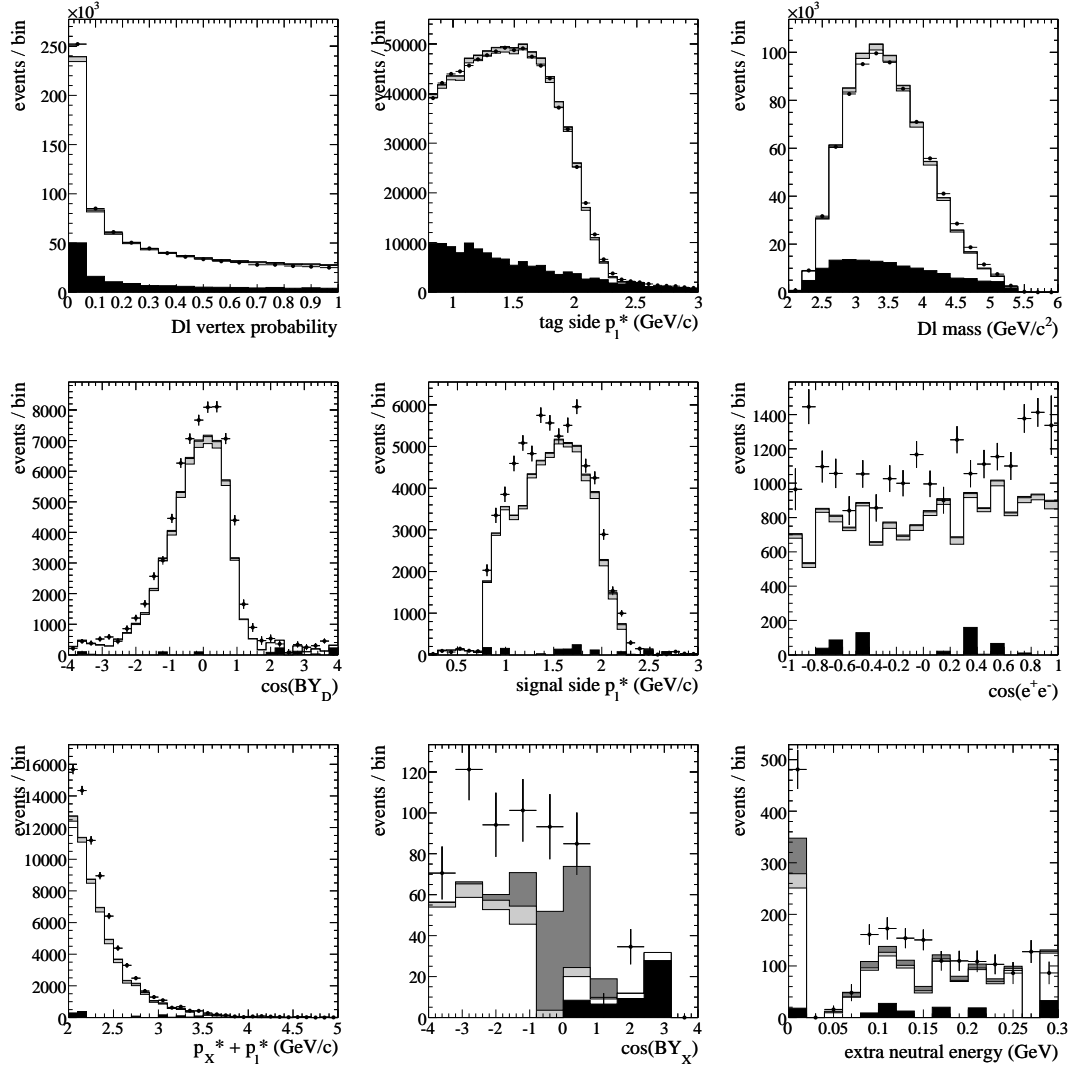 ×10³ ×10³
events / bin
250
200
150
100
50
0
0 0.1 0.2 0.3 0.4 0.5 0.6 0.7 0.8 0.9 1
Dl vertex probability
events / bin
50000
40000
30000
20000
10000
0
1 1.5 2 2.5 3
tag side p_l* (GeV/c)
events / bin
100
80
60
40
20
0
2 2.5 3 3.5 4 4.5 5 5.5 6
Dl mass (GeV/c²)
events / bin
8000
7000
6000
5000
4000
3000
2000
1000
0
-4 -3 -2 -1 0 1 2 3 4
cos(BY_D)
events / bin
6000
5000
4000
3000
2000
1000
0
0.5 1 1.5 2 2.5 3
signal side p_l* (GeV/c)
events / bin
1400
1200
1000
800
600
400
200
0
-1 -0.8-0.6-0.4-0.2 -0 0.2 0.4 0.6 0.8 1
cos(e⁺e⁻)
events / bin
16000
14000
12000
10000
8000
6000
4000
2000
0
2 2.5 3 3.5 4 4.5 5
p_X* + p_l* (GeV/c)
events / bin
120
100
80
60
40
20
0
-4 -3 -2 -1 0 1 2 3 4
cos(BY_X)
events / bin
500
400
300
200
100
0
0 0.05 0.1 0.15 0.2 0.25 0.3
extra neutral energy (GeV)